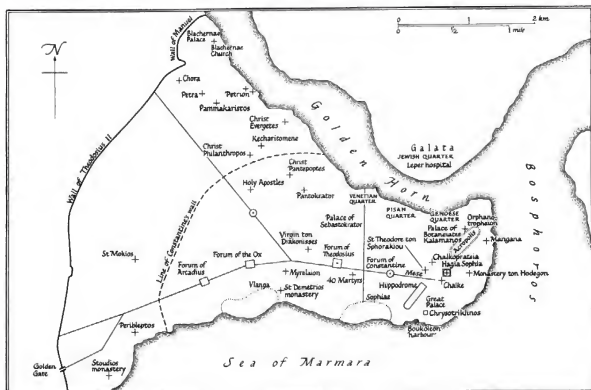 N
0
1
2 km.
0
½
1 mile
Wall of Manuel
Blachernae
Palace
Blachernae
Church
Chora
Petra
Petrion
Pammakaristos
Wall of Theodosius II
Christ
Evergetes
Kecharitomene
Christ
Philanthropos
Christ
Pantepoptes
Holy Apostles
Pantokrator
Golden Horn
Galata
JEWISH QUARTER
Leper hospital
Bosphoros
VENETIAN
QUARTER
PISAN
QUARTER
GENOESE
QUARTER
Orphano-
tropheion
Palace of
Botaneiates/
Kalamanos
Acropolis
Mangana
Line of Constantine's wall
Palace of
Sebastokrator
Virgin ton
Diakonisses
Forum of
Theodosius
St Theodore ton
Sphorakiou
Forum of
Constantine
Chalkoprateia
Hagia Sophia
Mese
Monastery ton Hodegon
Chalke
St Mokios
Forum of the Ox
Forum of
Arcadius
Myrelaion
40 Martyrs
Vlanga
St Demetrios
monastery
Hippodrome
Sophias
Great
Palace
Chrysotriklinos
Boukoleon
harbour
Peribleptos
Golden
Gate
Stoudios
monastery
Sea of Marmara